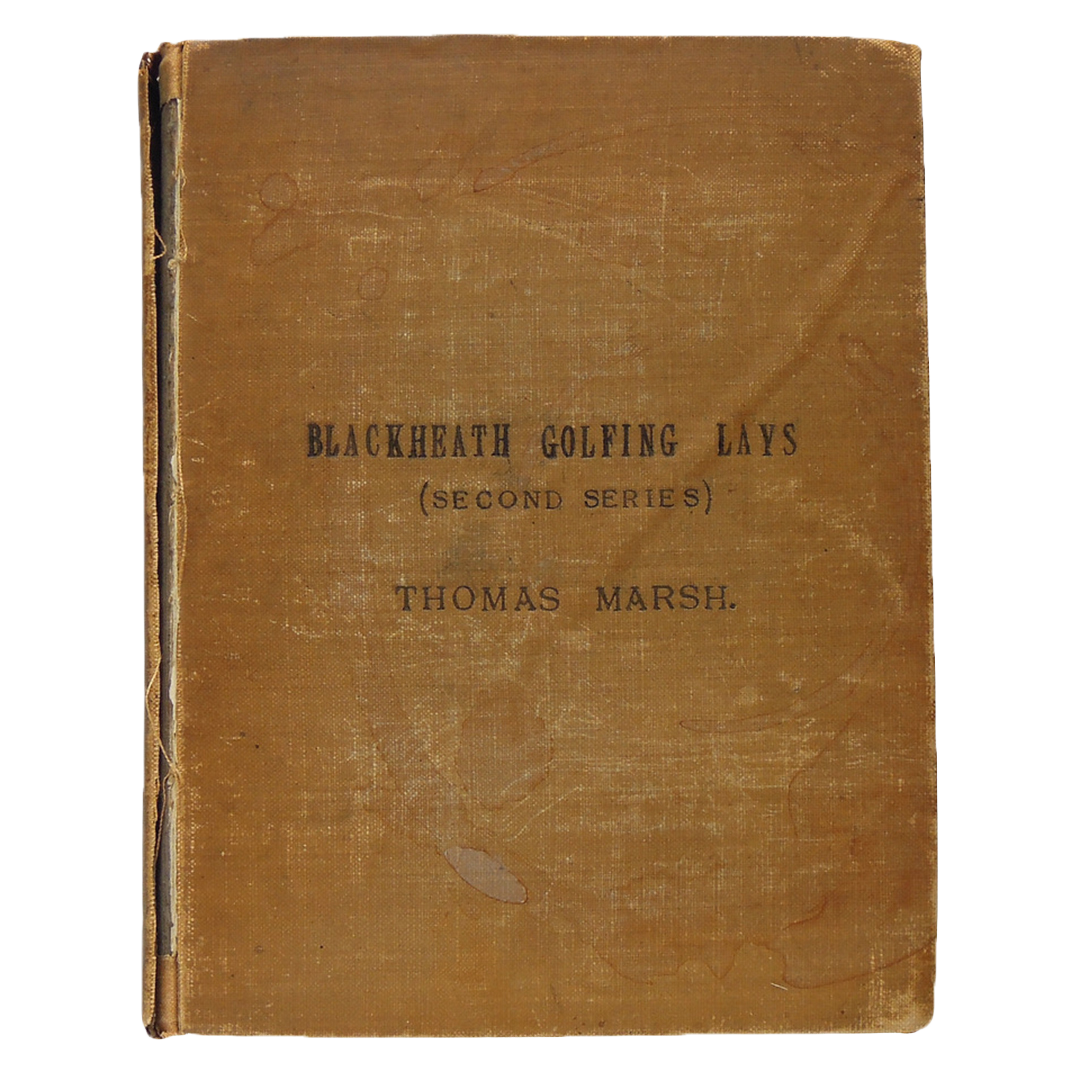 BLACKHEATH GOLFING LAYS
(SECOND SERIES)
THOMAS MARSH.